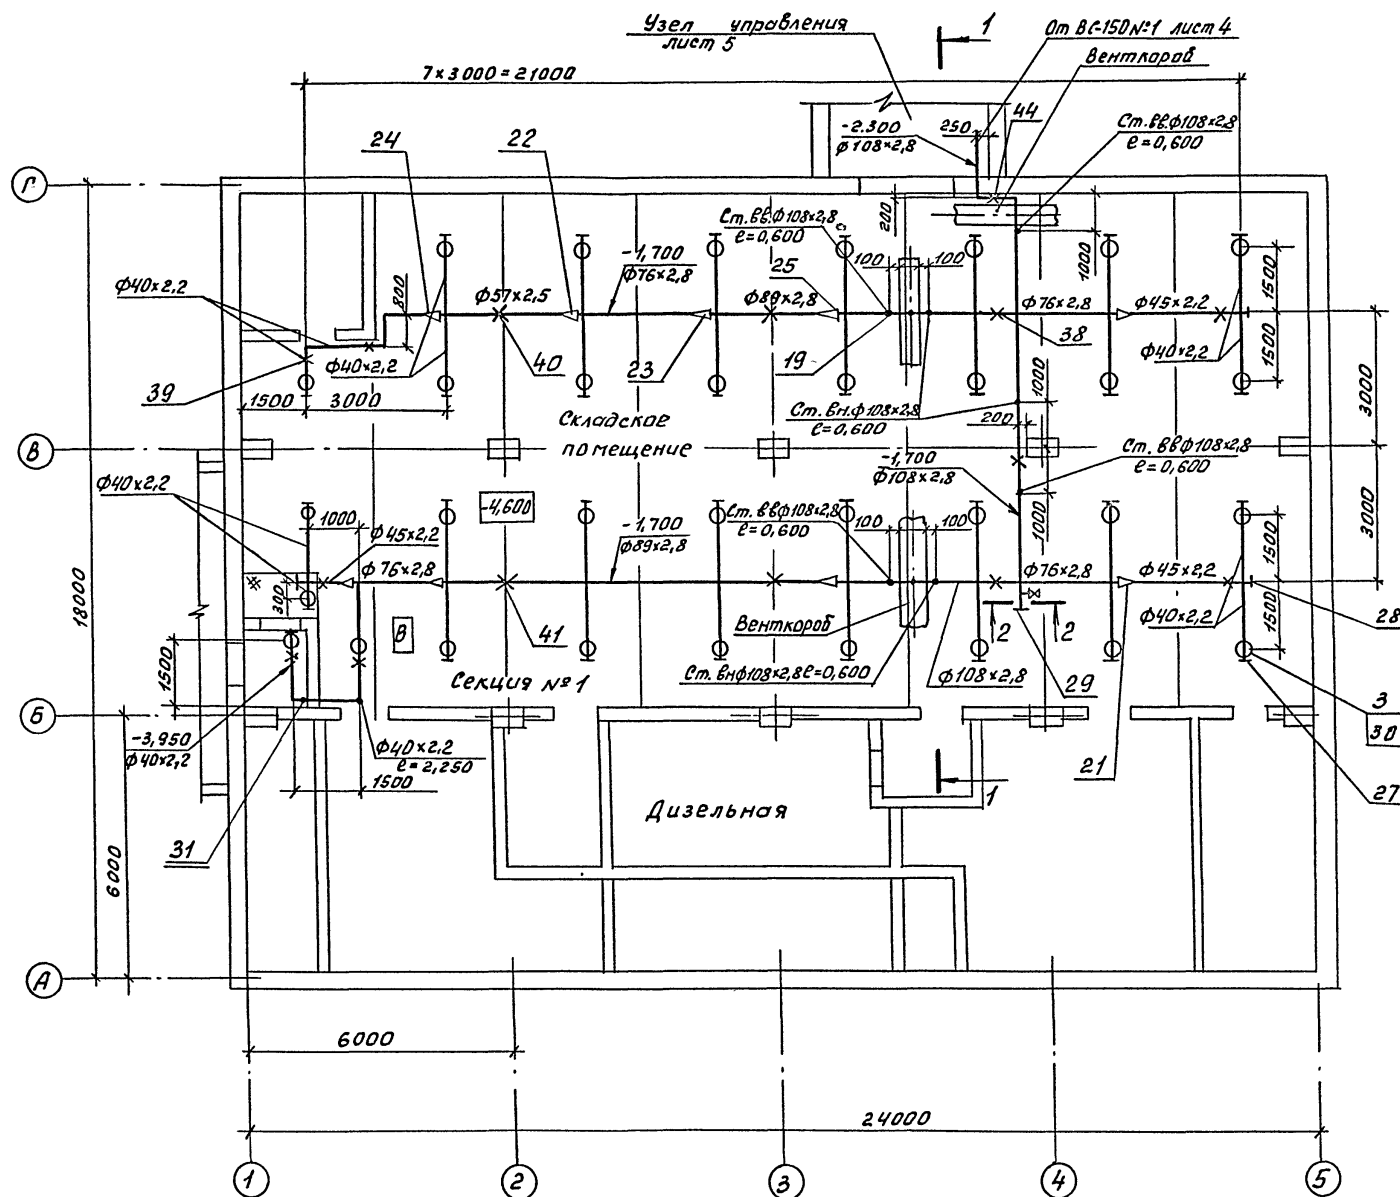 Узел управления
лист 5
1
От ВС-150 №1 лист 4
Венткороб
7×3000=21000
-2.300
ф108×2,8
250
44
Ст.вв.ф108×2,8
е=0,600
24
22
Г
200
Ст.вв.ф108×2,8
е=0,600
-1,700
ф76×2,8
25
100
100
1000
1500
ф40×2,2
800
ф57×2,5
ф89×2,8
ф76×2,8
ф45×2,2
ф40×2,2
40
23
19
38
ф40×2,2
1500
39
1500
3000
1000
3000
Складское
помещение
Ст.вн.ф108×2,8
е=0,600
200
В
-1,700
ф108×2,8
Ст.ввф108×2,8
е=0,600
ф40×2,2
-4,600
1000
ф45×2,2
-1,700
ф89×2,8
Ст.ввф108×2,8
е=0,600
100
100
1000
1500
3000
ф76×2,8
ф76×2,8
ф45×2,2
300
18000
41
В
Венткороб
2
2
ф40×2,2
1500
28
1500
Секция №1
Ст.внф108×2,8е=0,600
ф108×2,8
29
3
30
Б
-3,950
ф40×2,2
ф40×2,2
е=2,250
1500
21
27
1
Дизельная
31
6000
А
6000
24000
1
2
3
4
5